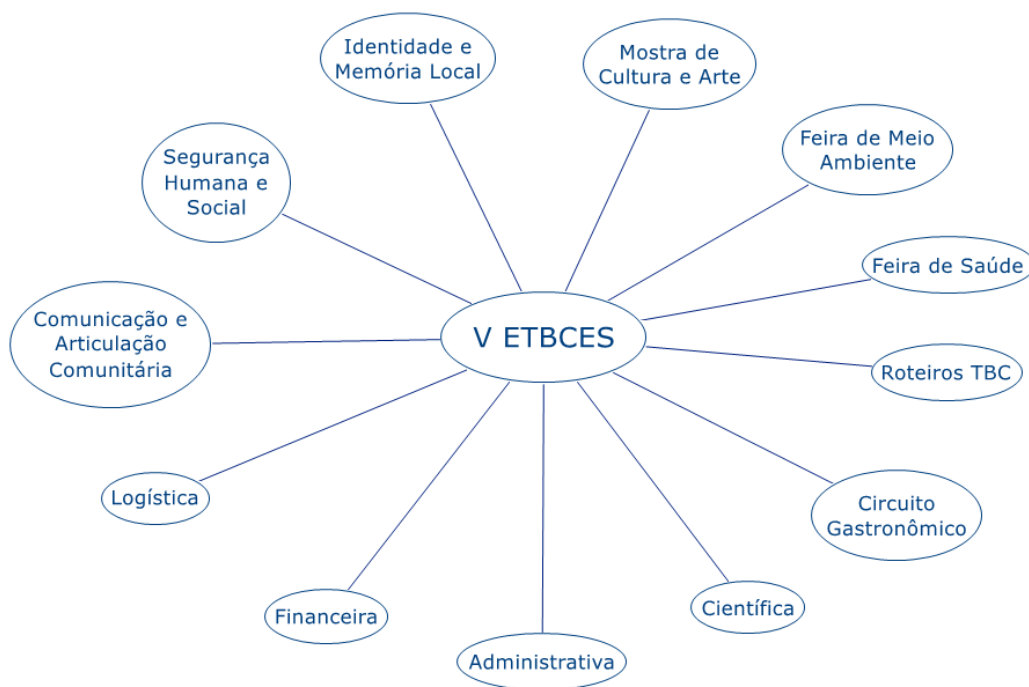 Identidade e
Memória Local
Mostra de
Cultura e Arte
Feira de Meio
Ambiente
Segurança
Humana e
Social
Feira de Saúde
Comunicação e
Articulação
Comunitária
V ETBCES
Roteiros TBC
Logística
Circuito
Gastronômico
Financeira
Científica
Administrativa